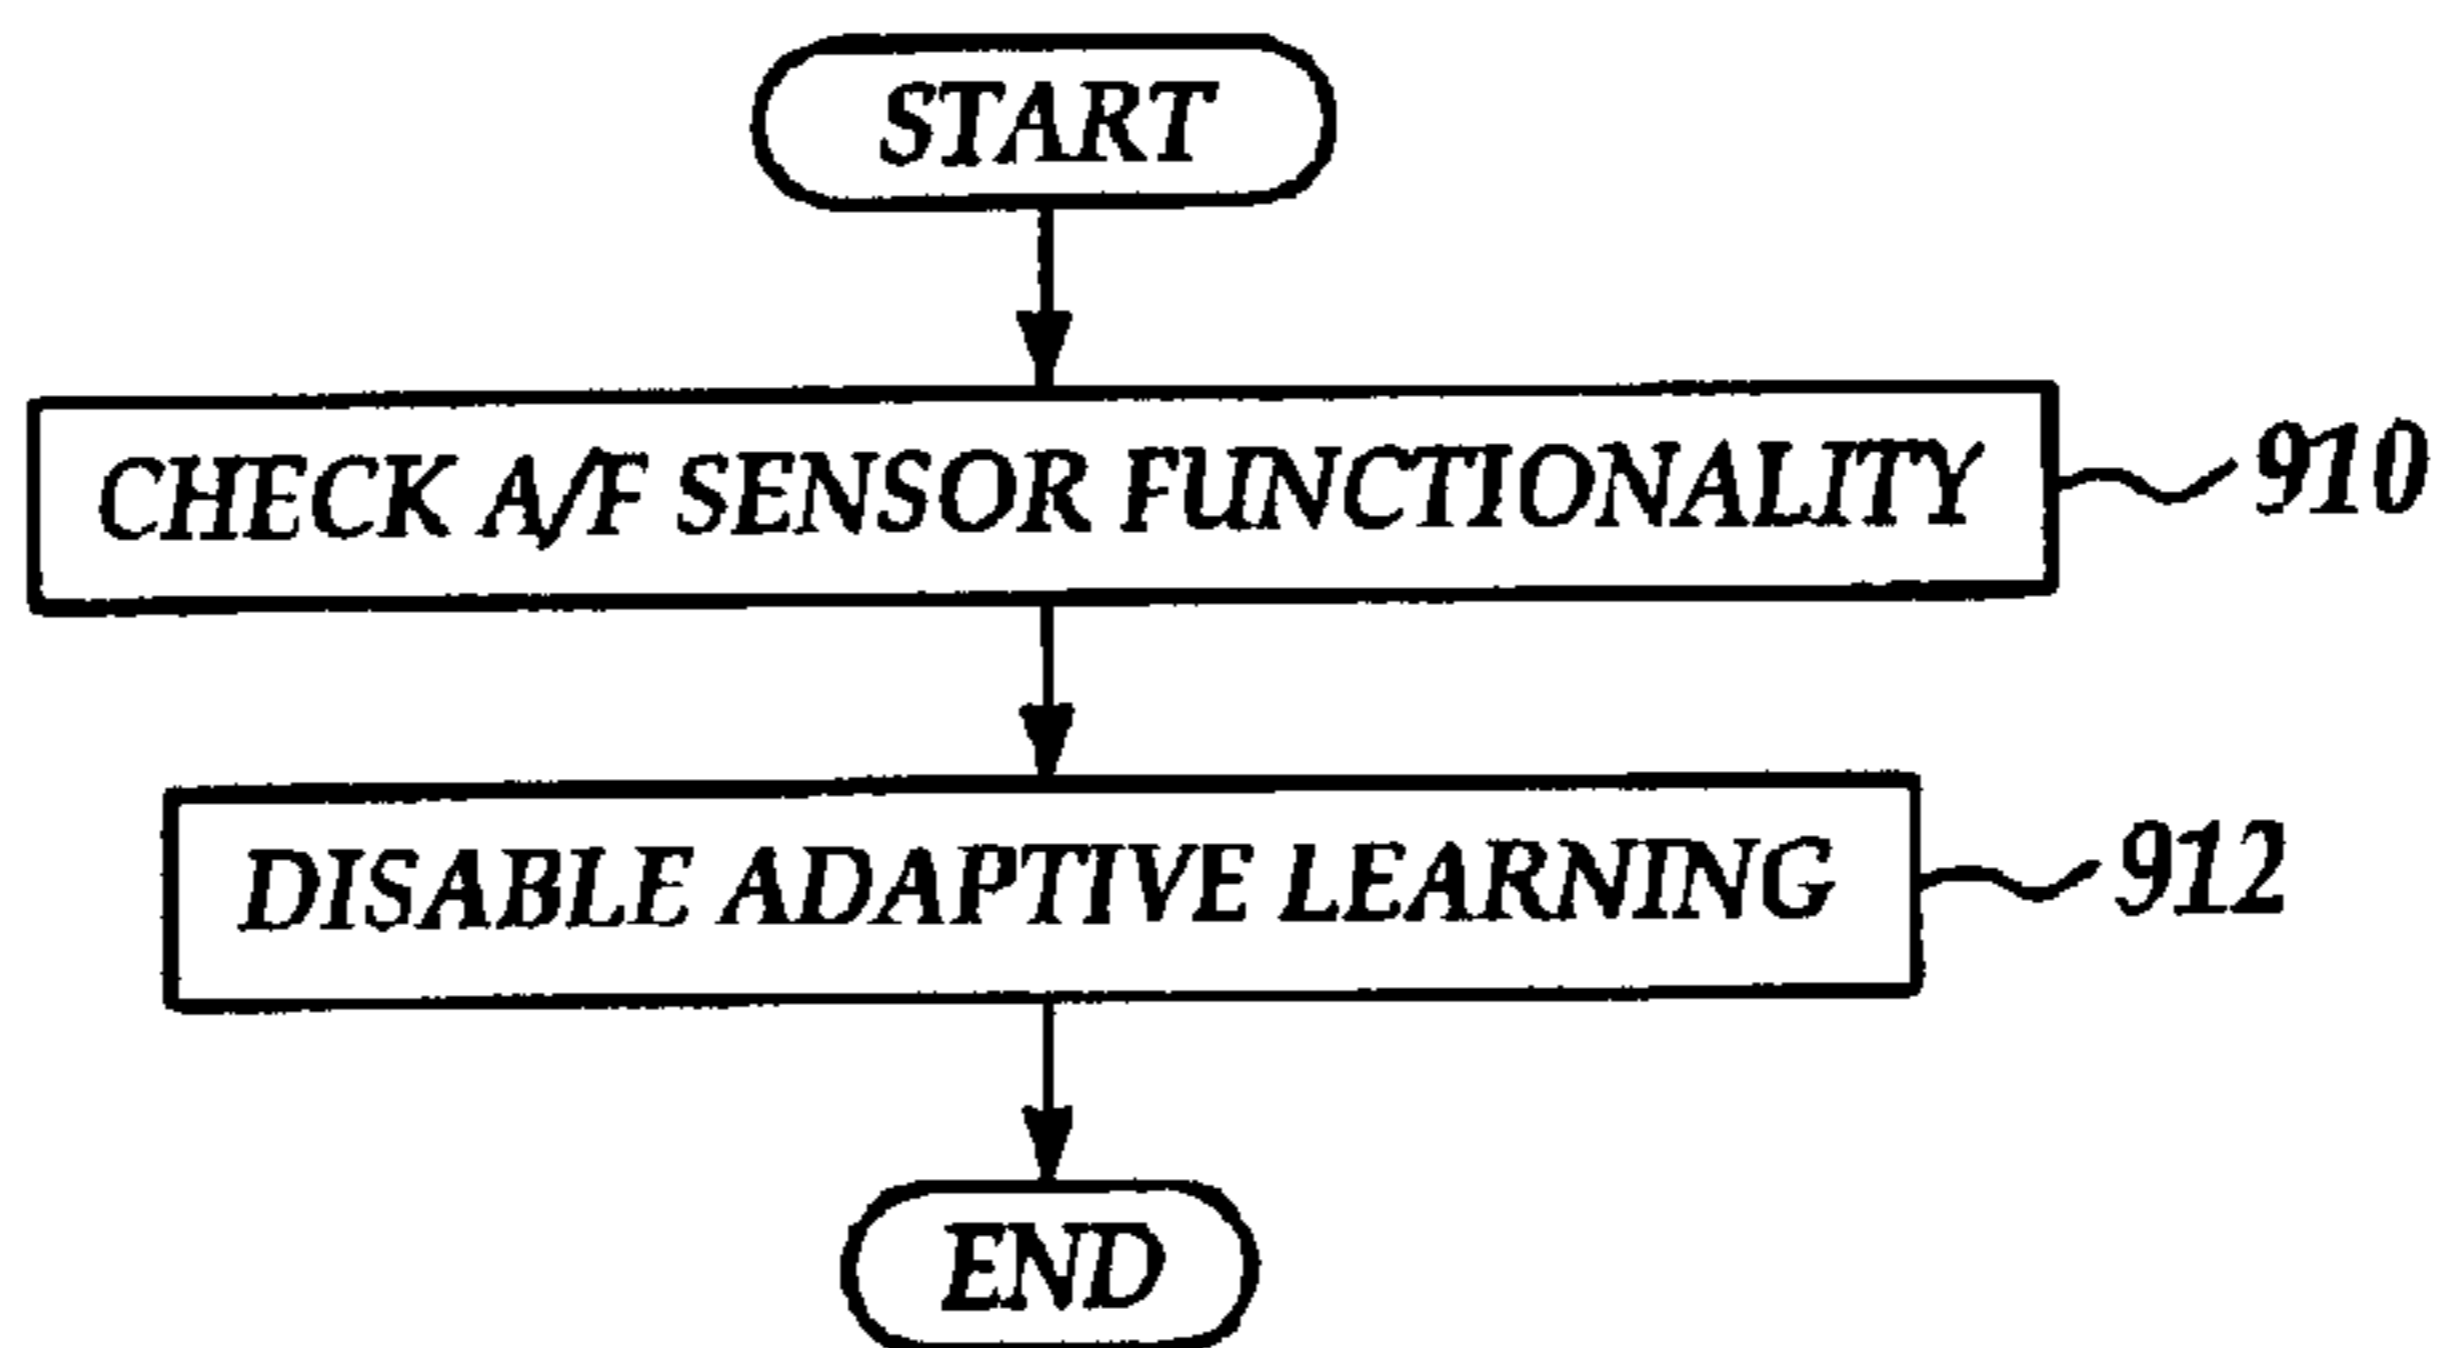 START
CHECK A/F SENSOR FUNCTIONALITY
910
DISABLE ADAPTIVE LEARNING
912
END